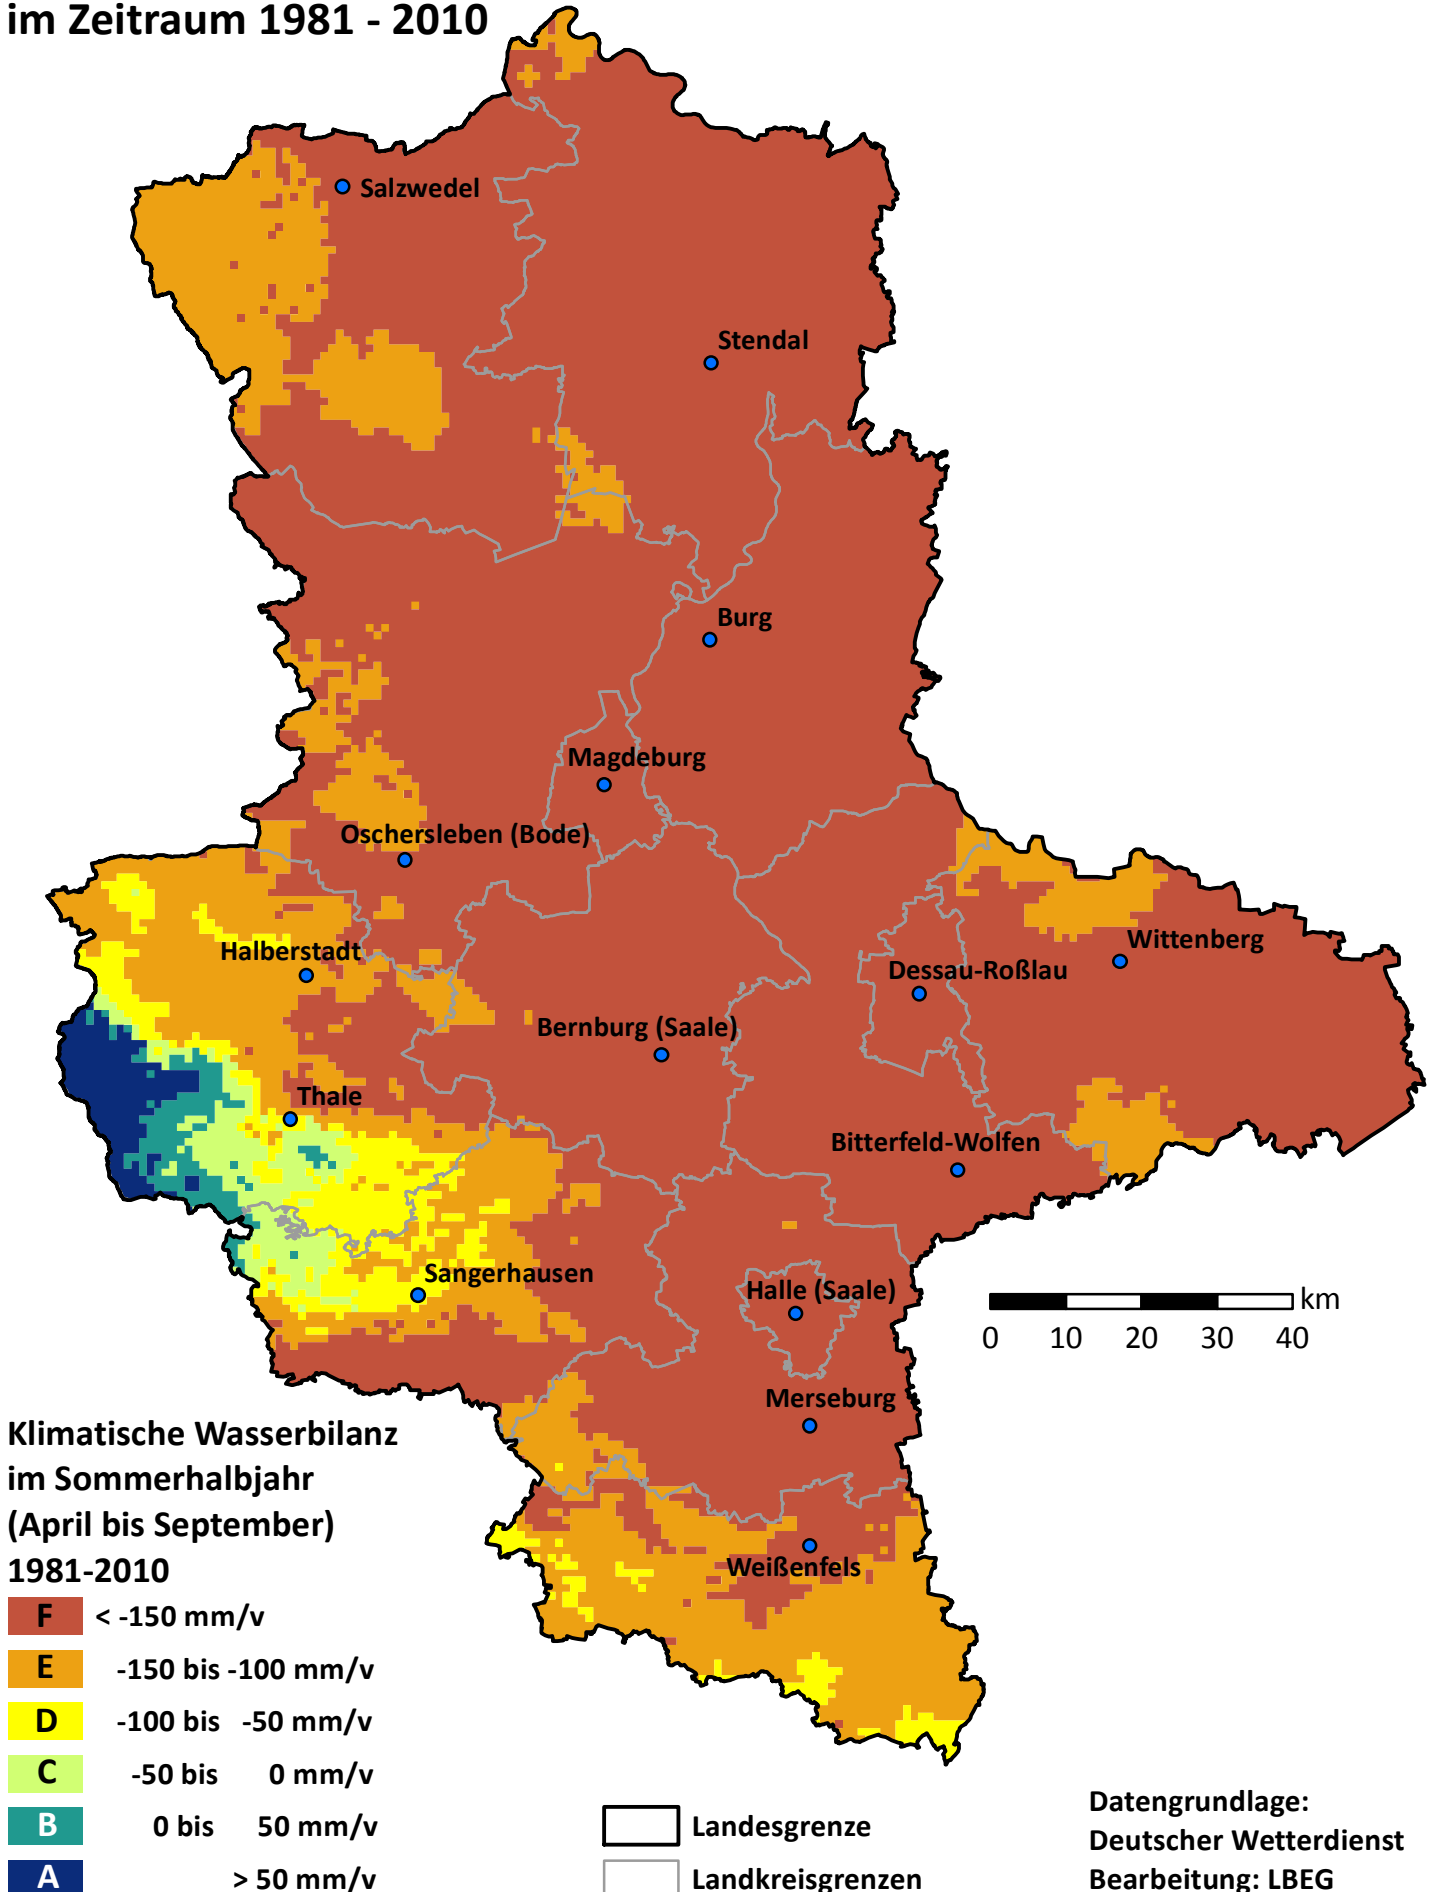 im Zeitraum 1981 - 2010
Salzwedel
Stendal
Burg
Magdeburg
Oschersleben (Bode)
Wittenberg
Halberstadt
Dessau-Roßlau
Bernburg (Saale)
Thale
Bitterfeld-Wolfen
Sangerhausen
Halle (Saale)
km
0 10 20 30 40
Merseburg
Weißenfels
Klimatische Wasserbilanz
im Sommerhalbjahr
(April bis September)
1981-2010
F < -150 mm/v
E -150 bis -100 mm/v
D -100 bis -50 mm/v
C -50 bis 0 mm/v
B 0 bis 50 mm/v
A > 50 mm/v
Landesgrenze
Landkreisgrenzen
Datengrundlage:
Deutscher Wetterdienst
Bearbeitung: LBEG